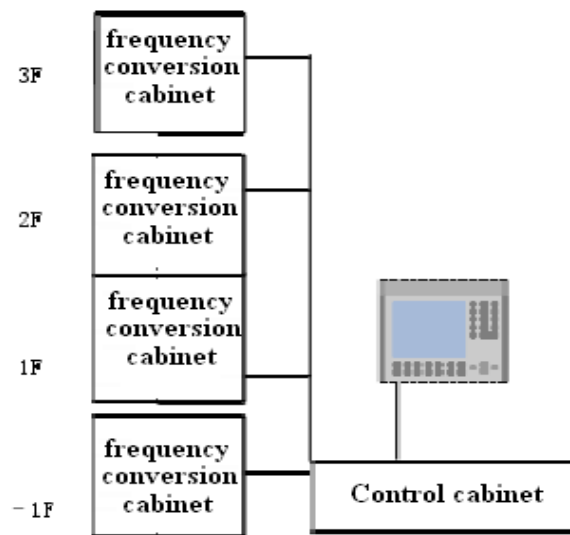 3F
frequency
conversion
cabinet
2F
frequency
conversion
cabinet
1F
frequency
conversion
cabinet
-1F
frequency
conversion
cabinet
Control cabinet